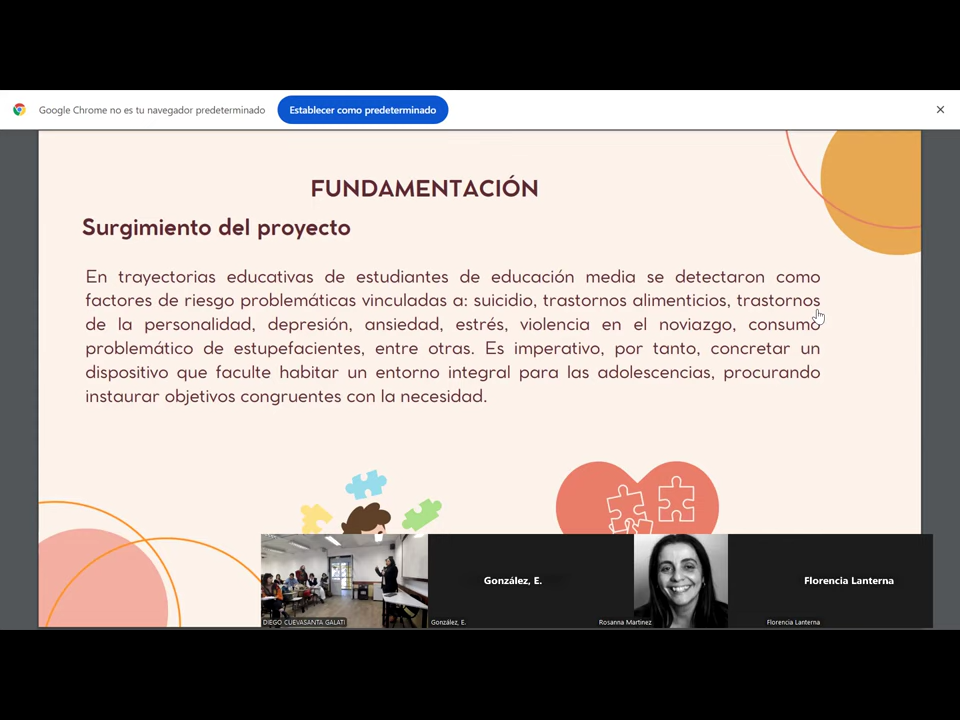 Google Chrome no es tu navegador predeterminado
Establecer como predeterminado
FUNDAMENTACIÓN
Surgimiento del proyecto
En trayectorias educativas de estudiantes de educación media se detectaron como
factores de riesgo problemáticas vinculadas a: suicidio, trastornos alimenticios, trastornos
de la personalidad, depresión, ansiedad, estrés, violencia en el noviazgo, consumo
problemático de estupefacientes, entre otras. Es imperativo, por tanto, concretar un
dispositivo que faculte habitar un entorno integral para las adolescencias, procurando
instaurar objetivos congruentes con la necesidad.
González, E.
Florencia Lanterna
DIEGO CUEVASANTA GALATI
González, E.
Rosanna Martinez
Florencia Lanterna